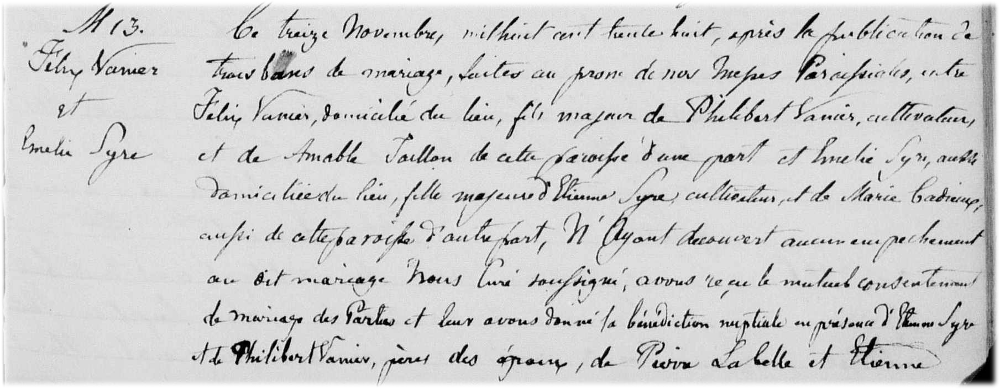 M 13.
Félix Vanier
et
Emelie Syre
Ce treize Novembre, mil huit cent trente huit, après la publication de
trois bans de mariage, faites au prone de nos Messes Paroissiales, entre
Félix Vanier, domicilié du lieu, fils majeur de Philibert Vanier, cultivateur,
et de Amable Taillon de cette paroisse d'une part et Emelie Syre, aussi
domiciliée du lieu, fille majeure d'Etienne Syre, cultivateur, et de Marie Cadieux,
aussi de cette paroisse d'autre part, N'Ayant decouvert aucun empechement
au dit mariage Nous Curé soussigné, avons reçu le mutuel consentement
de mariage des Parties et leur avons donné la bénédiction nuptiale en présence d'Etienne Syre
et de Philibert Vanier, pères des époux, de Pierre Labelle et Etienne